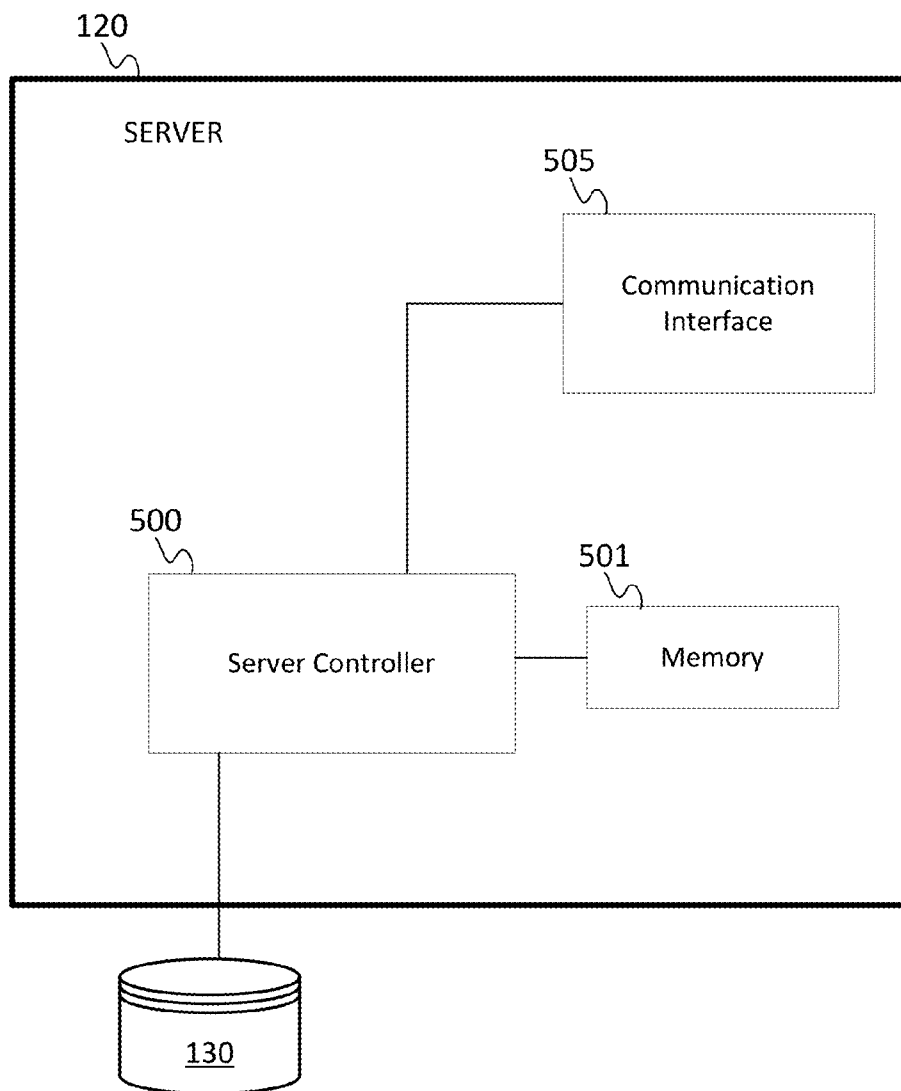 120
SERVER
505
Communication
Interface
500
501
Server Controller
Memory
130